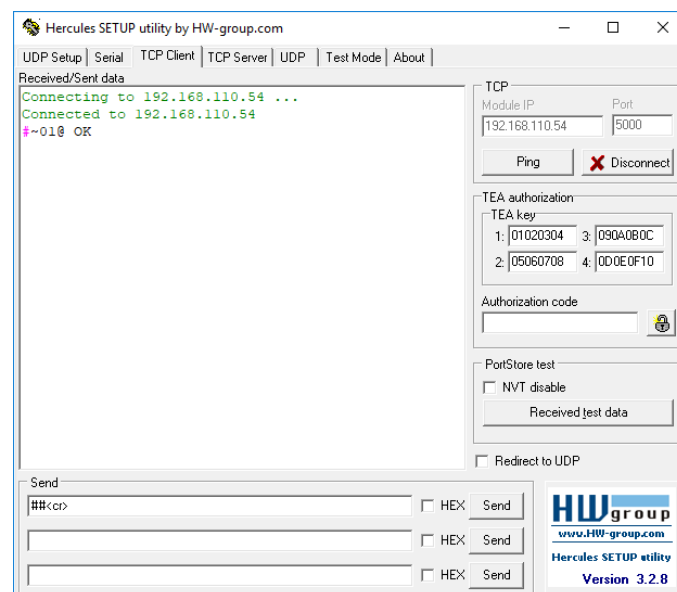 Hercules SETUP utility by HW-group.com
UDP Setup Serial TCP Client TCP Server UDP Test Mode About
Received/Sent data
Connecting to 192.168.110.54 ...
Connected to 192.168.110.54
#~01@ OK
TCP
Module IP Port
192.168.110.54 5000
Ping Disconnect
TEA authorization
TEA key
1: 01020304 3: 090A0B0C
2: 05060708 4: 0D0E0F10
Authorization code
PortStore test
NVT disable
Received test data
Redirect to UDP
Send
##<cr> HEX Send
HEX Send
HEX Send
HW group
www.HW-group.com
Hercules SETUP utility
Version 3.2.8